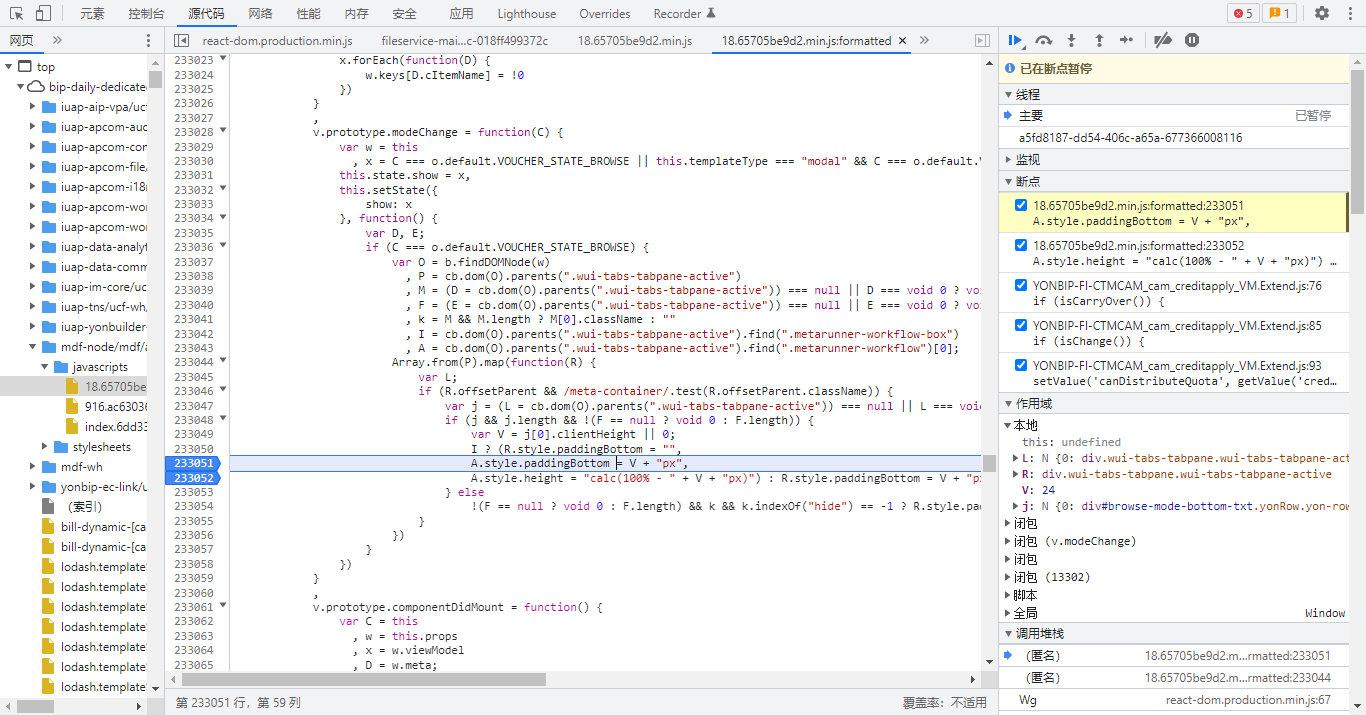 元素 控制台 源代码 网络 性能 内存 安全 应用 Lighthouse Overrides Recorder 5 1
网页 » react-dom.production.min.js fileservice-mai…c-018ff499372c 18.65705be9d2.min.js 18.65705be9d2.min.js:formatted × »
top
bip-daily-dedicate
iuap-aip-vpa/ucf
iuap-apcom-auc
iuap-apcom-con
iuap-apcom-file/
iuap-apcom-i18n
iuap-apcom-wor
iuap-apcom-wor
iuap-data-analyt
iuap-data-comm
iuap-im-core/uc
iuap-tns/ucf-wh,
iuap-yonbuilder-
mdf-node/mdf/a
javascripts
18.65705be
916.ac63036
index.6dd33
stylesheets
mdf-wh
yonbip-ec-link/u
（索引）
bill-dynamic-[ca
bill-dynamic-[ca
lodash.template
lodash.template
lodash.template
lodash.template
lodash.template
lodash.template
lodash.template
233023 x.forEach(function(D) {
233024 w.keys[D.cItemName] = !0
233025 })
233026 }
233027 ,
233028 v.prototype.modeChange = function(C) {
233029 var w = this
233030 , x = C === o.default.VOUCHER_STATE_BROWSE || this.templateType === "modal" && C === o.default.V
233031 this.state.show = x,
233032 this.setState({
233033 show: x
233034 }, function() {
233035 var D, E;
233036 if (C === o.default.VOUCHER_STATE_BROWSE) {
233037 var O = b.findDOMNode(w)
233038 , P = cb.dom(O).parents(".wui-tabs-tabpane-active")
233039 , M = (D = cb.dom(O).parents(".wui-tabs-tabpane-active")) === null || D === void 0 ? voi
233040 , F = (E = cb.dom(O).parents(".wui-tabs-tabpane-active")) === null || E === void 0 ? voi
233041 , k = M && M.length ? M[0].className : ""
233042 , I = cb.dom(O).parents(".wui-tabs-tabpane-active").find(".metarunner-workflow-box")
233043 , A = cb.dom(O).parents(".wui-tabs-tabpane-active").find(".metarunner-workflow")[0];
233044 Array.from(P).map(function(R) {
233045 var L;
233046 if (R.offsetParent && /meta-container/.test(R.offsetParent.className)) {
233047 var j = (L = cb.dom(O).parents(".wui-tabs-tabpane-active")) === null || L === voi
233048 if (j && j.length && !(F == null ? void 0 : F.length)) {
233049 var V = j[0].clientHeight || 0;
233050 I ? (R.style.paddingBottom = "",
233051 A.style.paddingBottom = V + "px",
233052 A.style.height = "calc(100% - " + V + "px)") : R.style.paddingBottom = V + "px
233053 } else
233054 !(F == null ? void 0 : F.length) && k && k.indexOf("hide") == -1 ? R.style.pad
233055 }
233056 })
233057 }
233058 })
233059 }
233060 ,
233061 v.prototype.componentDidMount = function() {
233062 var C = this
233063 , w = this.props
233064 , x = w.viewModel
233065 , D = w.meta;
第 233051 行，第 59 列 覆盖率：不适用
已在断点暂停
线程
主要 已暂停
a5fd8187-dd54-406c-a65a-677366008116
监视
断点
18.65705be9d2.min.js:formatted:233051
A.style.paddingBottom = V + "px",
18.65705be9d2.min.js:formatted:233052
A.style.height = "calc(100% - " + V + "px)") …
YONBIP-FI-CTMCAM_cam_creditapply_VM.Extend.js:76
if (isCarryOver()) {
YONBIP-FI-CTMCAM_cam_creditapply_VM.Extend.js:85
if (isChange()) {
YONBIP-FI-CTMCAM_cam_creditapply_VM.Extend.js:93
setValue('canDistributeQuota', getValue('cred…
作用域
本地
this: undefined
L: N {0: div.wui-tabs-tabpane.wui-tabs-tabpane-act
R: div.wui-tabs-tabpane.wui-tabs-tabpane-active
V: 24
j: N {0: div#browse-mode-bottom-txt.yonRow.yon-row
闭包
闭包 (v.modeChange)
闭包
闭包 (13302)
脚本
全局 Window
调用堆栈
（匿名） 18.65705be9d2.m…rmatted:233051
（匿名） 18.65705be9d2.m…rmatted:233044
Wg react-dom.production.min.js:67